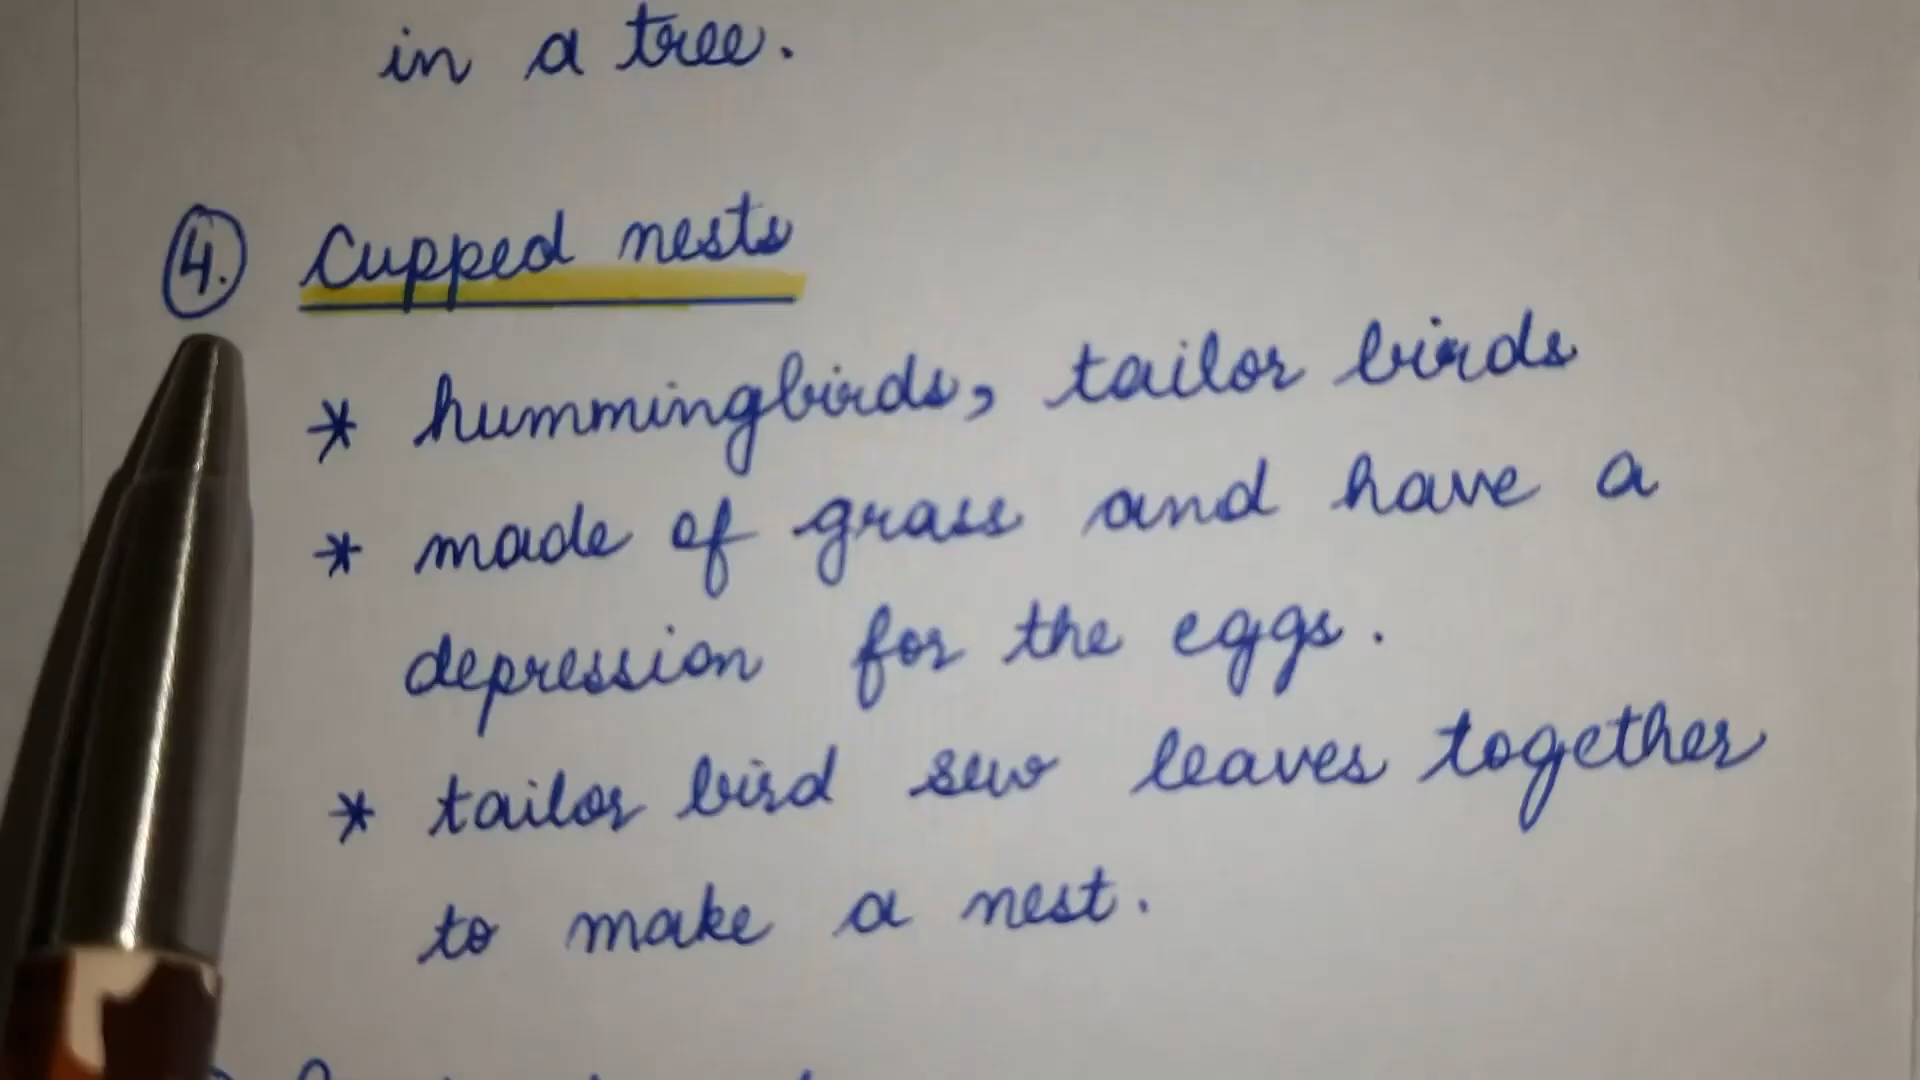 in a tree.
4. Cupped nests
* hummingbirds, tailor birds
* made of grass and have a
depression for the eggs.
* tailor bird sew leaves together
to make a nest.